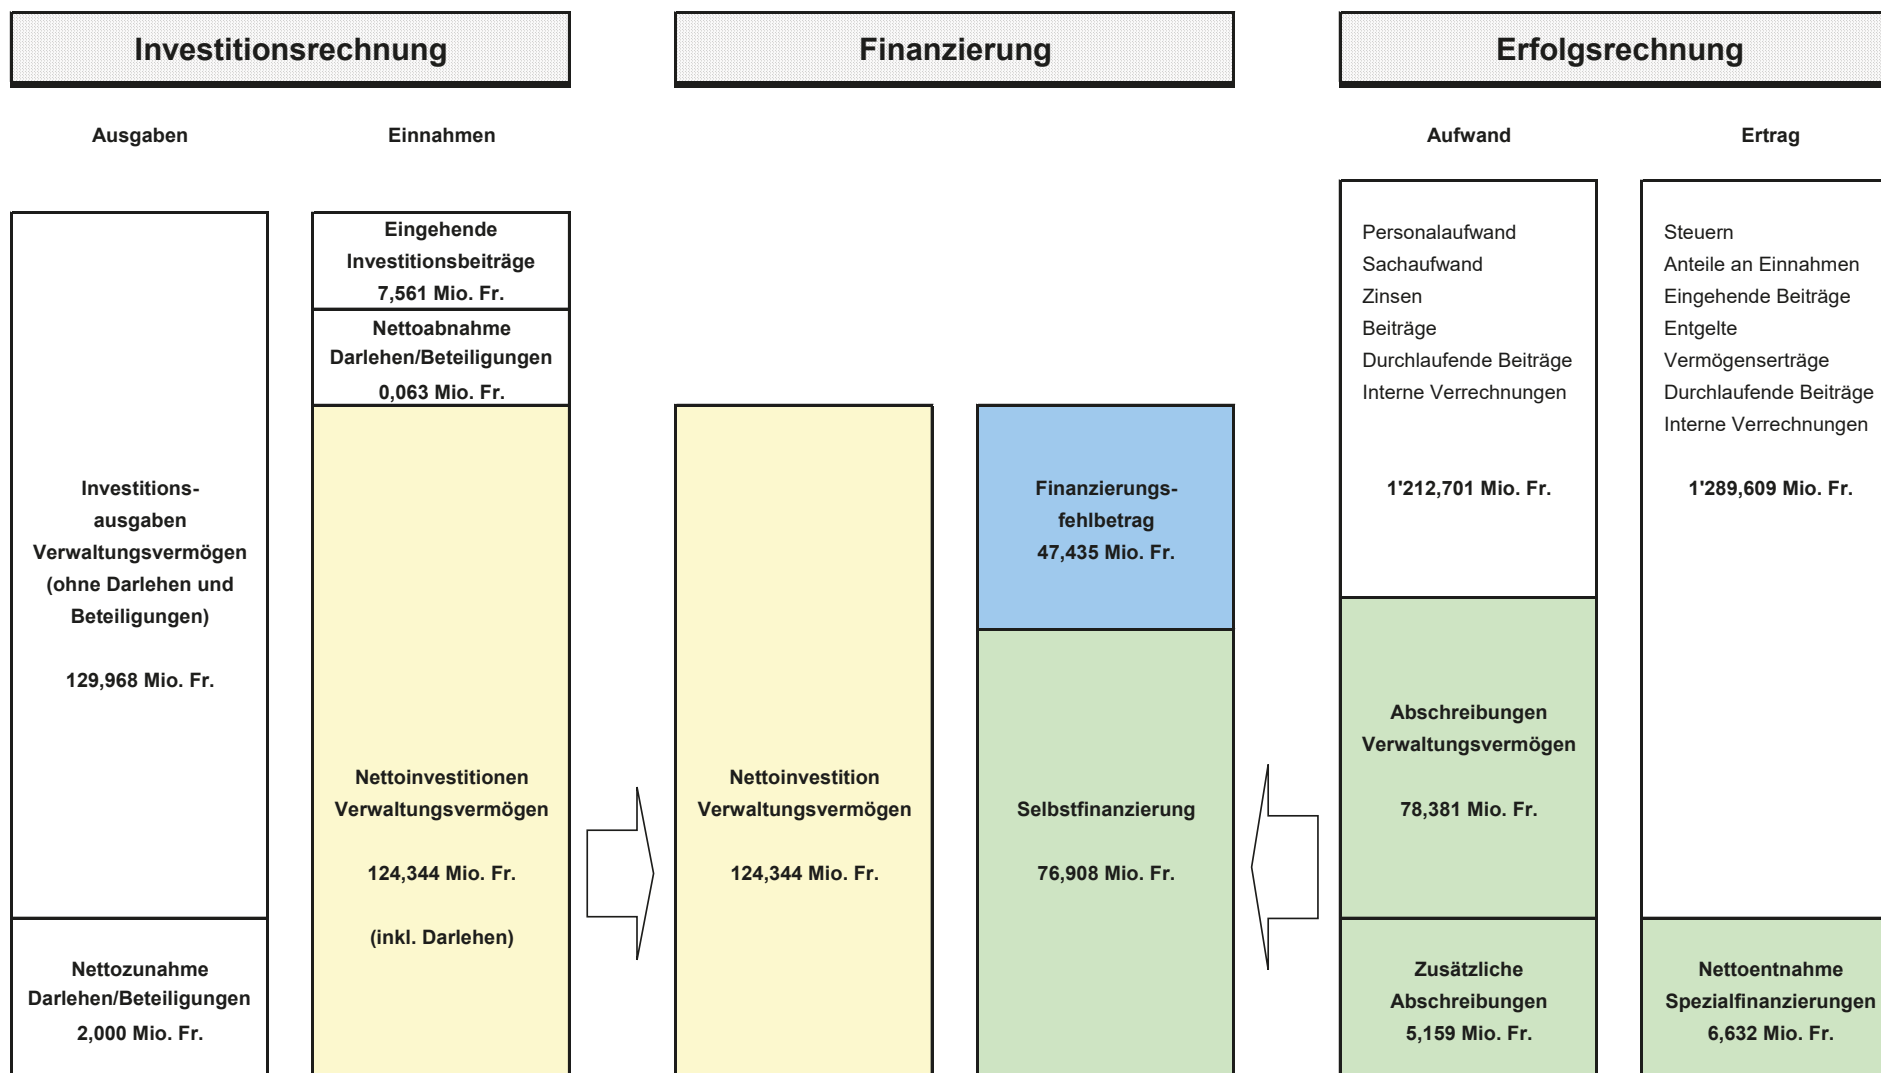 Investitionsrechnung
Finanzierung
Erfolgsrechnung
Ausgaben
Einnahmen
Aufwand
Ertrag
Investitions-
ausgaben
Verwaltungsvermögen
(ohne Darlehen und
Beteiligungen)
129,968 Mio. Fr.
Nettozunahme
Darlehen/Beteiligungen
2,000 Mio. Fr.
Eingehende
Investitionsbeiträge
7,561 Mio. Fr.
Nettoabnahme
Darlehen/Beteiligungen
0,063 Mio. Fr.
Nettoinvestitionen
Verwaltungsvermögen
124,344 Mio. Fr.
(inkl. Darlehen)
Nettoinvestition
Verwaltungsvermögen
124,344 Mio. Fr.
Finanzierungs-
fehlbetrag
47,435 Mio. Fr.
Selbstfinanzierung
76,908 Mio. Fr.
Personalaufwand
Sachaufwand
Zinsen
Beiträge
Durchlaufende Beiträge
Interne Verrechnungen
1'212,701 Mio. Fr.
Abschreibungen
Verwaltungsvermögen
78,381 Mio. Fr.
Zusätzliche
Abschreibungen
5,159 Mio. Fr.
Steuern
Anteile an Einnahmen
Eingehende Beiträge
Entgelte
Vermögenserträge
Durchlaufende Beiträge
Interne Verrechnungen
1'289,609 Mio. Fr.
Nettoentnahme
Spezialfinanzierungen
6,632 Mio. Fr.